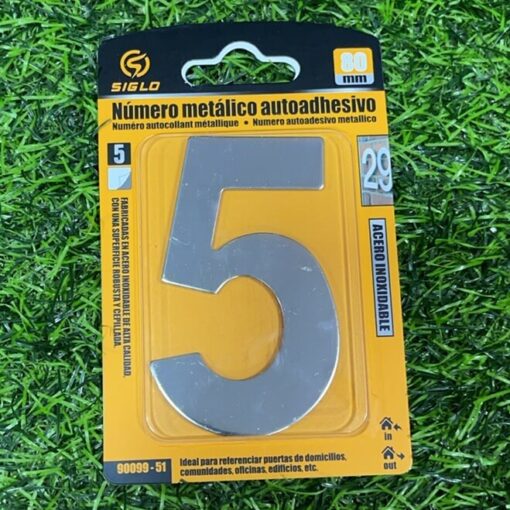 SIGLO
80
mm
Número metálico autoadhesivo
Numéro autocollant métallique • Numero autoadesivo metallico
5
29
FABRICADAS EN ACERO INOXIDABLE DE ALTA CALIDAD.
CON UNA SUPERFICIE ROBUSTA Y CEPILLADA.
5
ACERO INOXIDABLE
in
out
90099 - 51
Ideal para referenciar puertas de domicilios,
comunidades, oficinas, edificios, etc.